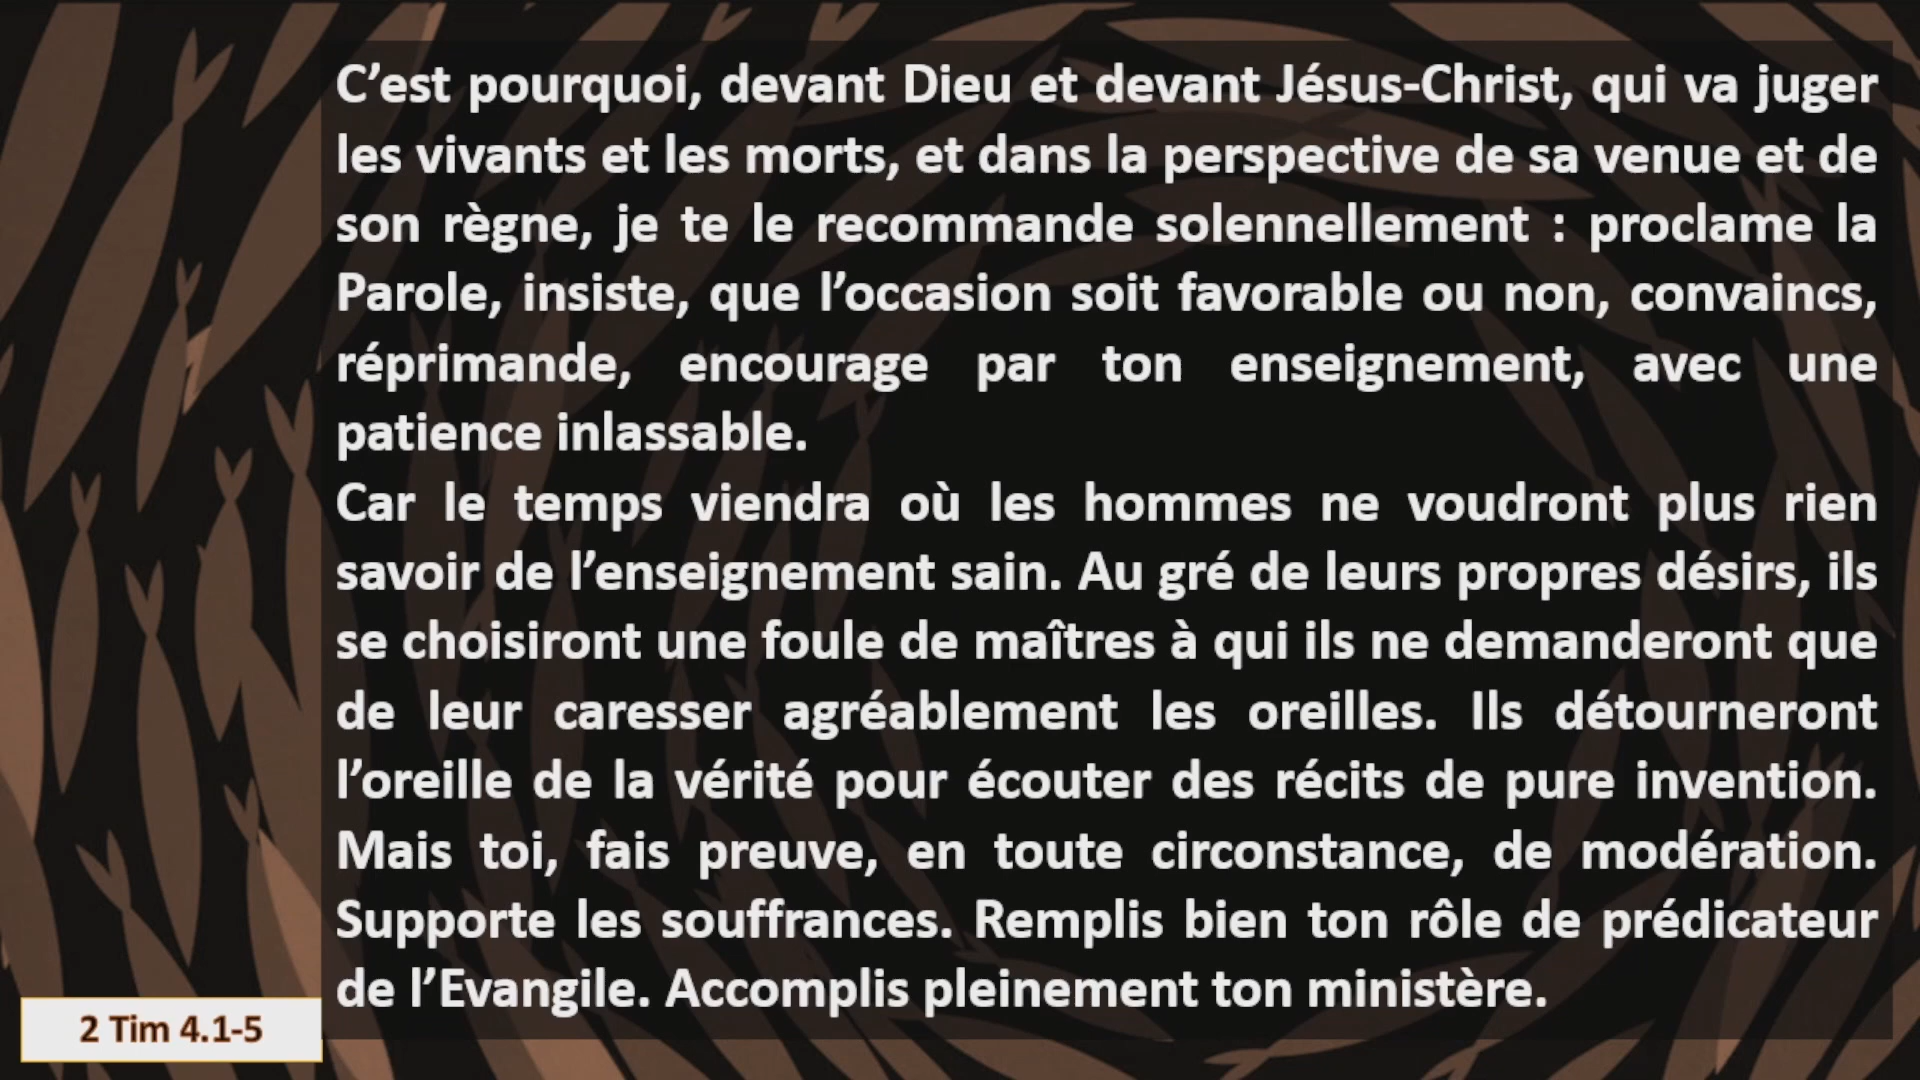 C’est pourquoi, devant Dieu et devant Jésus-Christ, qui va juger
les vivants et les morts, et dans la perspective de sa venue et de
son règne, je te le recommande solennellement : proclame la
Parole, insiste, que l’occasion soit favorable ou non, convaincs,
réprimande, encourage par ton enseignement, avec une
patience inlassable.
Car le temps viendra où les hommes ne voudront plus rien
savoir de l’enseignement sain. Au gré de leurs propres désirs, ils
se choisiront une foule de maîtres à qui ils ne demanderont que
de leur caresser agréablement les oreilles. Ils détourneront
l’oreille de la vérité pour écouter des récits de pure invention.
Mais toi, fais preuve, en toute circonstance, de modération.
Supporte les souffrances. Remplis bien ton rôle de prédicateur
de l’Evangile. Accomplis pleinement ton ministère.
2 Tim 4.1-5